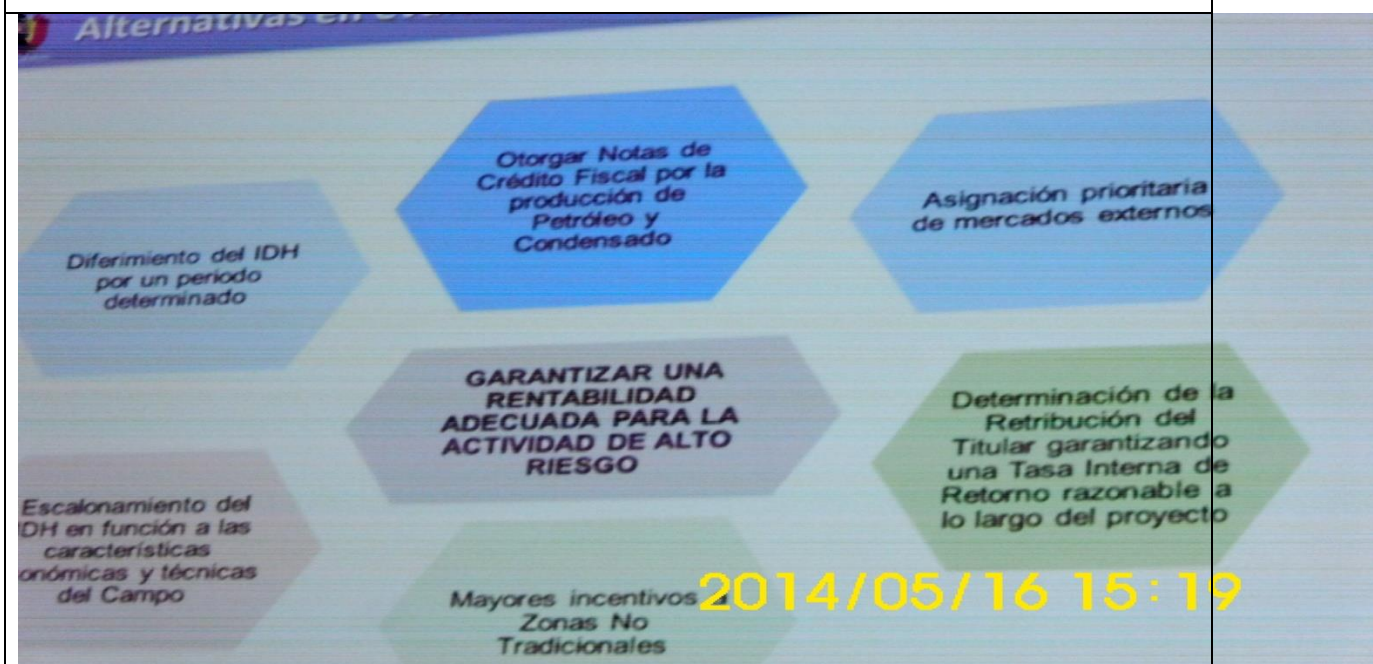 Alternativas en
Otorgar Notas de
Crédito Fiscal por la
producción de
Petróleo y
Condensado
Asignación prioritaria
de mercados externos
Diferimiento del IDH
por un periodo
determinado
GARANTIZAR UNA
RENTABILIDAD
ADECUADA PARA LA
ACTIVIDAD DE ALTO
RIESGO
Determinación de la
Retribución del
Titular garantizando
una Tasa Interna de
Retorno razonable a
lo largo del proyecto
Escalonamiento del
DH en función a las
características
onómicas y técnicas
del Campo
Mayores incentivos
Zonas No
Tradicionales
2014/05/16 15:19